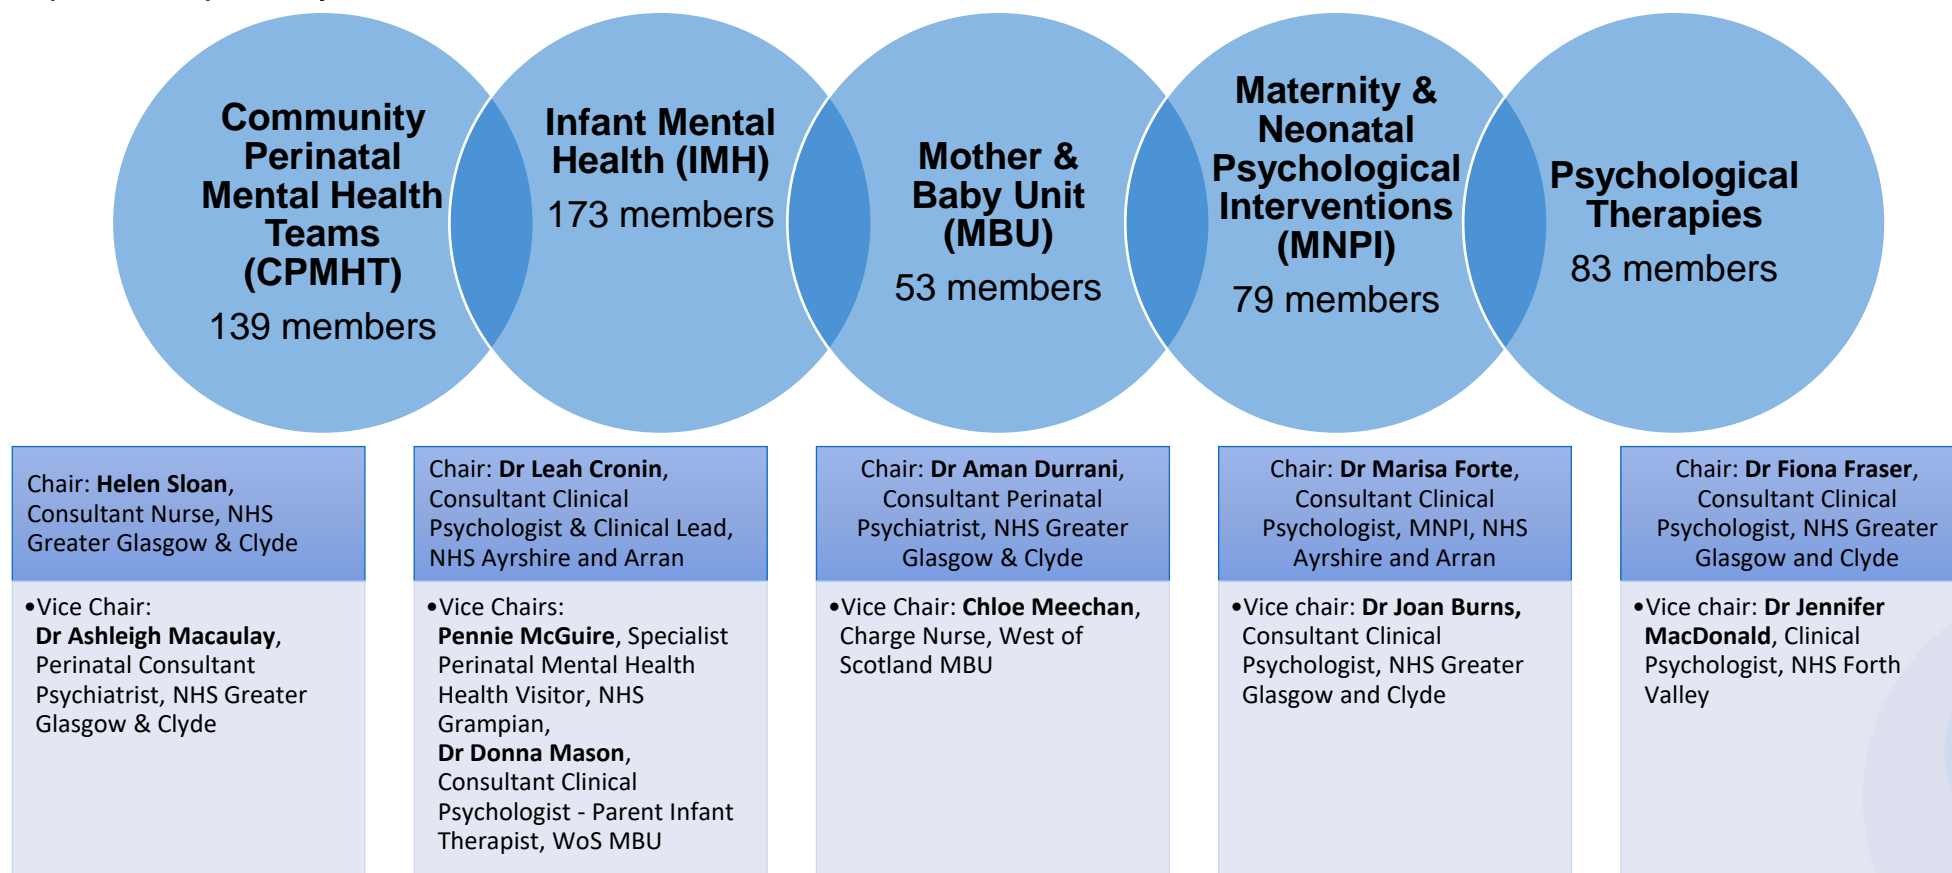 Community
Perinatal
Mental Health
Teams
(CPMHT)
139 members
Infant Mental
Health (IMH)
173 members
Mother &
Baby Unit
(MBU)
53 members
Maternity &
Neonatal
Psychological
Interventions
(MNPI)
79 members
Psychological
Therapies
83 members
Chair: Helen Sloan,
Consultant Nurse, NHS
Greater Glasgow & Clyde
•Vice Chair:
Dr Ashleigh Macaulay,
Perinatal Consultant
Psychiatrist, NHS Greater
Glasgow & Clyde
Chair: Dr Leah Cronin,
Consultant Clinical
Psychologist & Clinical Lead,
NHS Ayrshire and Arran
•Vice Chairs:
Pennie McGuire, Specialist
Perinatal Mental Health
Health Visitor, NHS
Grampian,
Dr Donna Mason,
Consultant Clinical
Psychologist - Parent Infant
Therapist, WoS MBU
Chair: Dr Aman Durrani,
Consultant Perinatal
Psychiatrist, NHS Greater
Glasgow & Clyde
•Vice Chair: Chloe Meechan,
Charge Nurse, West of
Scotland MBU
Chair: Dr Marisa Forte,
Consultant Clinical
Psychologist, MNPI, NHS
Ayrshire and Arran
•Vice chair: Dr Joan Burns,
Consultant Clinical
Psychologist, NHS Greater
Glasgow and Clyde
Chair: Dr Fiona Fraser,
Consultant Clinical
Psychologist, NHS Greater
Glasgow and Clyde
•Vice chair: Dr Jennifer
MacDonald, Clinical
Psychologist, NHS Forth
Valley